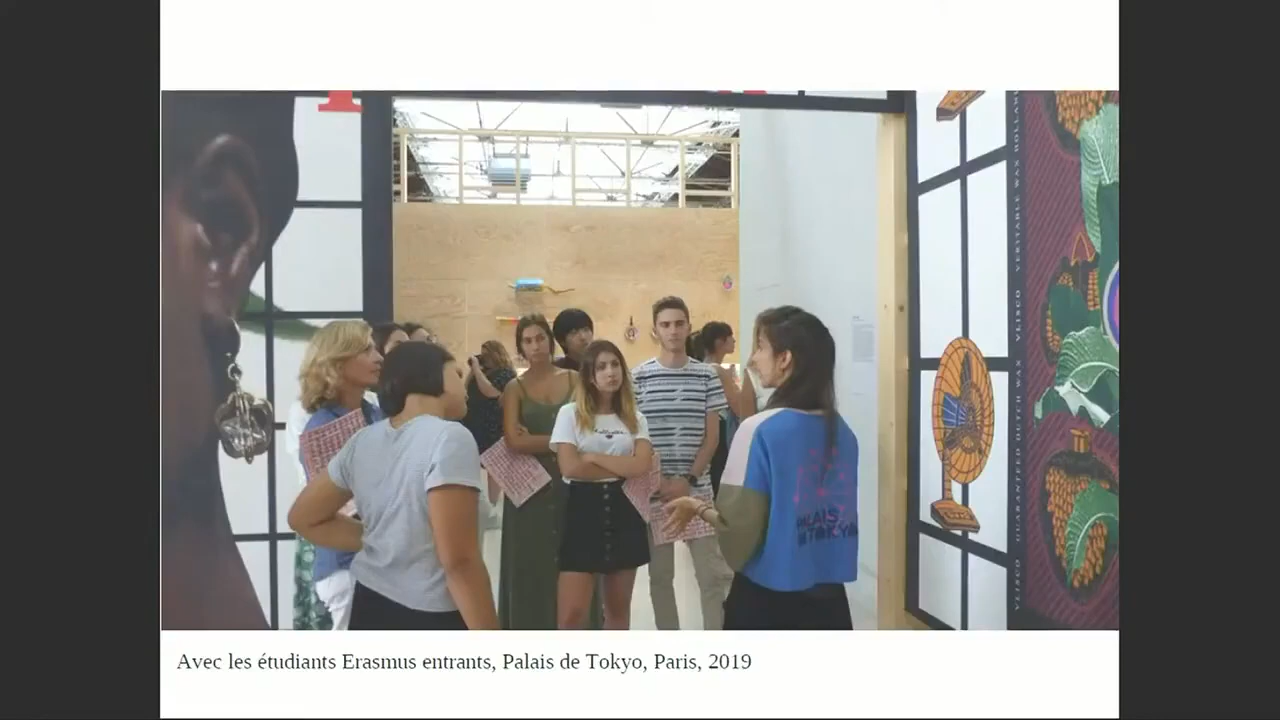 PALAIS
DE TOKYO
VLISCO GUARANTEED DUTCH WAX VLISCO VERITABLE WAX HOLLAND
Avec les étudiants Erasmus entrants, Palais de Tokyo, Paris, 2019